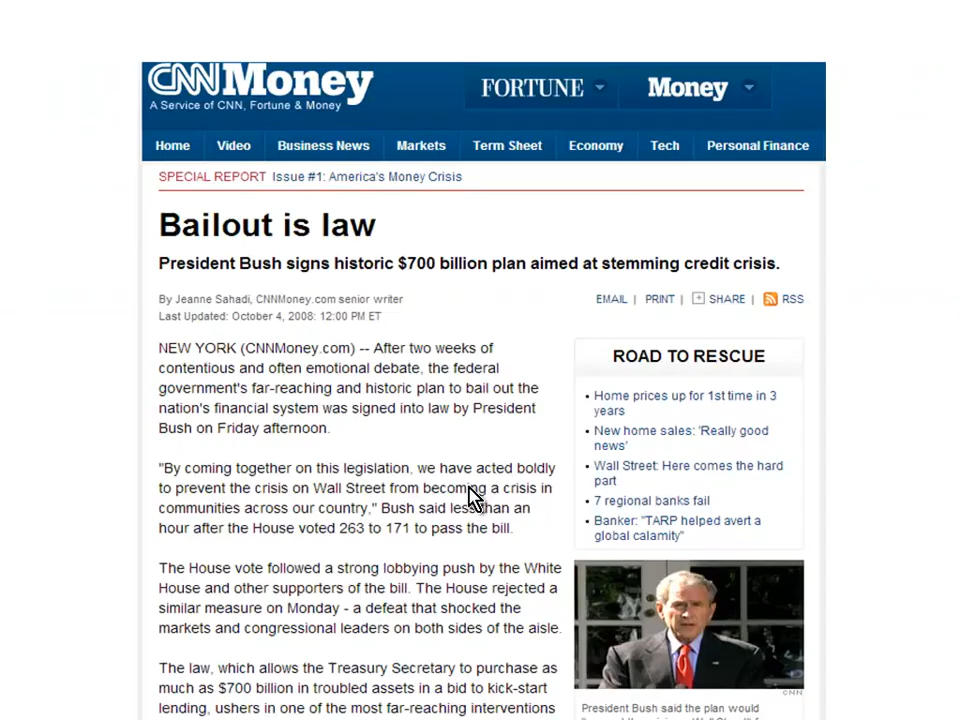 CNNMoney
A Service of CNN, Fortune & Money
FORTUNE
Money
Home Video Business News Markets Term Sheet Economy Tech Personal Finance
SPECIAL REPORT Issue #1: America's Money Crisis
Bailout is law
President Bush signs historic $700 billion plan aimed at stemming credit crisis.
By Jeanne Sahadi, CNNMoney.com senior writer
Last Updated: October 4, 2008: 12:00 PM ET
EMAIL | PRINT | SHARE | RSS
NEW YORK (CNNMoney.com) -- After two weeks of
contentious and often emotional debate, the federal
government's far-reaching and historic plan to bail out the
nation's financial system was signed into law by President
Bush on Friday afternoon.
"By coming together on this legislation, we have acted boldly
to prevent the crisis on Wall Street from becoming a crisis in
communities across our country," Bush said less than an
hour after the House voted 263 to 171 to pass the bill.
The House vote followed a strong lobbying push by the White
House and other supporters of the bill. The House rejected a
similar measure on Monday - a defeat that shocked the
markets and congressional leaders on both sides of the aisle.
The law, which allows the Treasury Secretary to purchase as
much as $700 billion in troubled assets in a bid to kick-start
lending, ushers in one of the most far-reaching interventions
ROAD TO RESCUE
• Home prices up for 1st time in 3
years
• New home sales: 'Really good
news'
• Wall Street: Here comes the hard
part
• 7 regional banks fail
• Banker: "TARP helped avert a
global calamity"
CNN
President Bush said the plan would